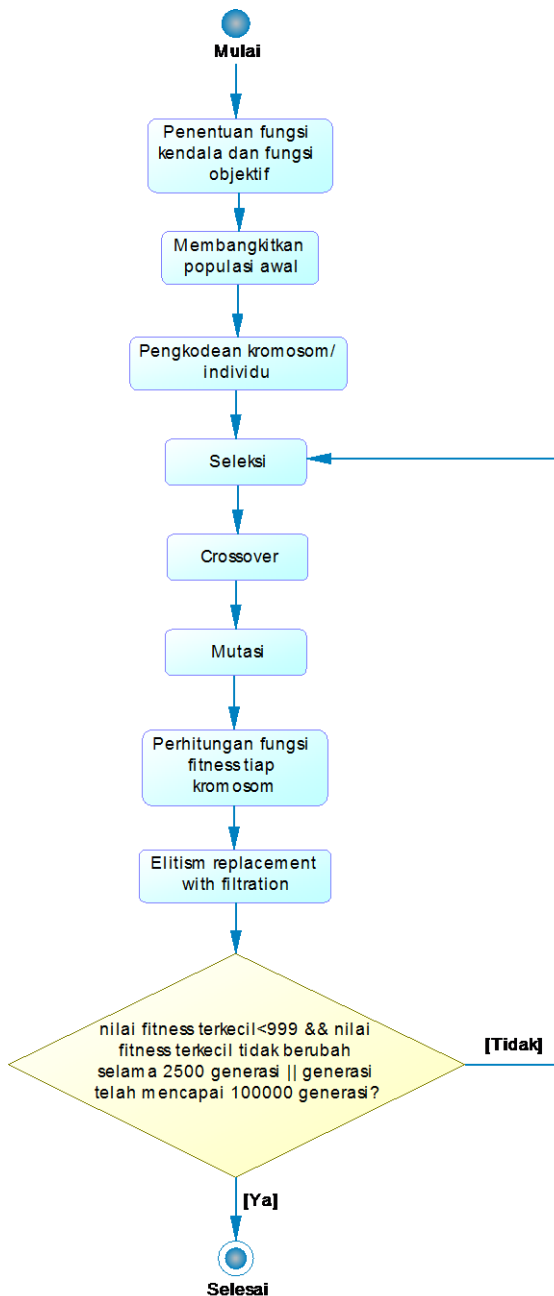 Mulai
Penentuan fungsi
kendala dan fungsi
objektif
Membangkitkan
populasi awal
Pengkodean kromosom/
individu
Seleksi
Crossover
Mutasi
Perhitungan fungsi
fitness tiap
kromosom
Elitism replacement
with filtration
nilai fitness terkecil<999 && nilai
fitness terkecil tidak berubah
selama 2500 generasi || generasi
telah mencapai 100000 generasi?
[Tidak]
[Ya]
Selesai